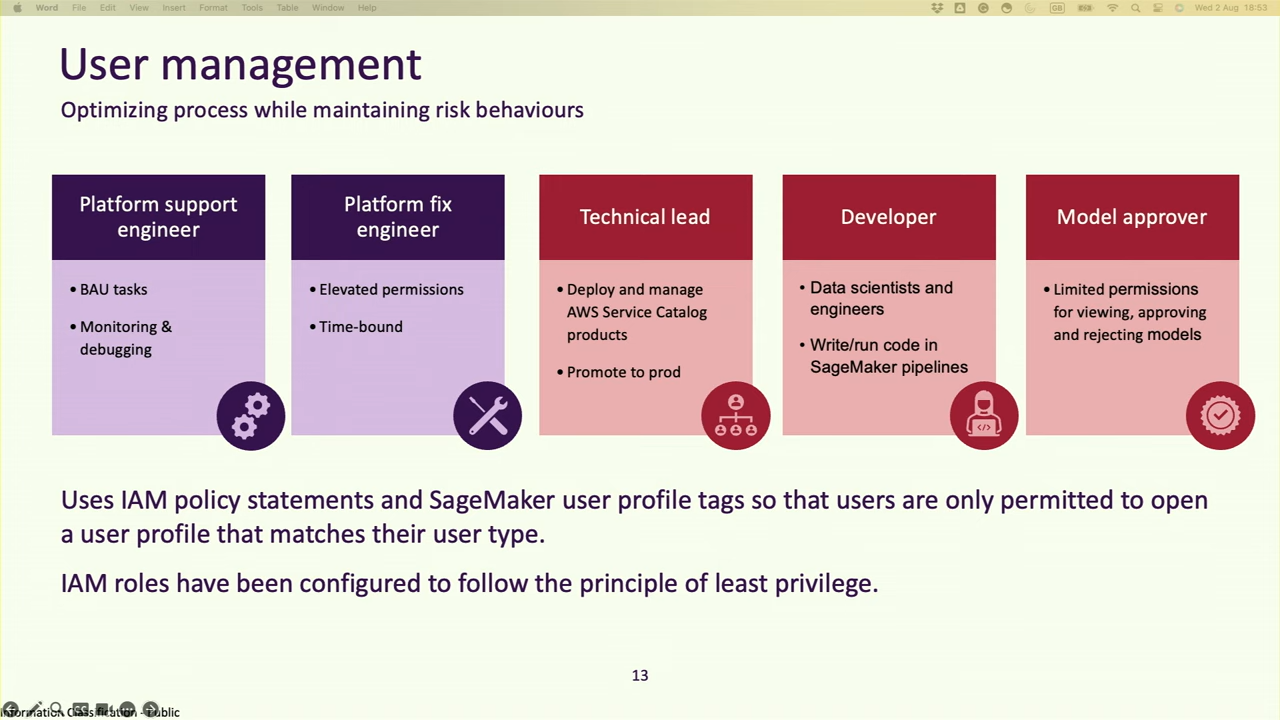 Word File Edit View Insert Format Tools Table Window Help
GB
Wed 2 Aug 18:53
User management
Optimizing process while maintaining risk behaviours
Platform support
engineer
• BAU tasks
• Monitoring &
debugging
Platform fix
engineer
• Elevated permissions
• Time-bound
Technical lead
• Deploy and manage
AWS Service Catalog
products
• Promote to prod
Developer
• Data scientists and
engineers
• Write/run code in
SageMaker pipelines
</>
Model approver
• Limited permissions
for viewing, approving
and rejecting models
Uses IAM policy statements and SageMaker user profile tags so that users are only permitted to open
a user profile that matches their user type.
IAM roles have been configured to follow the principle of least privilege.
13
Information Classification - Public